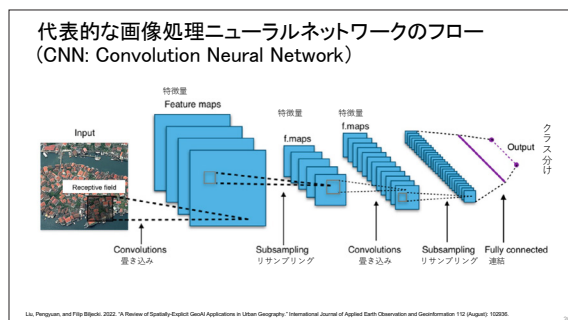 代表的な画像処理ニューラルネットワークのフロー
(CNN: Convolution Neural Network)
特徴量
Feature maps
特徴量
f.maps
特徴量
f.maps
Input
Receptive field
Output
クラス分け
Convolutions
畳き込み
Subsampling
リサンプリング
Convolutions
畳き込み
Subsampling
リサンプリング
Fully connected
連結
Liu, Pengyuan, and Filip Biljecki. 2022. "A Review of Spatially-Explicit GeoAI Applications in Urban Geography." International Journal of Applied Earth Observation and Geoinformation 112 (August): 102936.